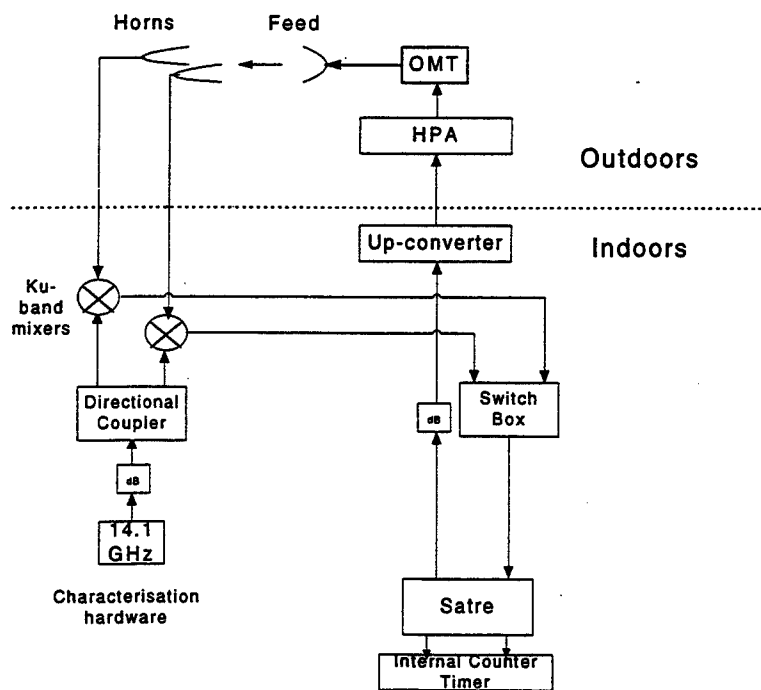 Horns
Feed
OMT
HPA
Outdoors
Up-converter
Indoors
Ku-
band
mixers
Directional
Coupler
dB
Switch
Box
dB
14.1
GHz
Characterisation
hardware
Satre
Internal Counter
Timer